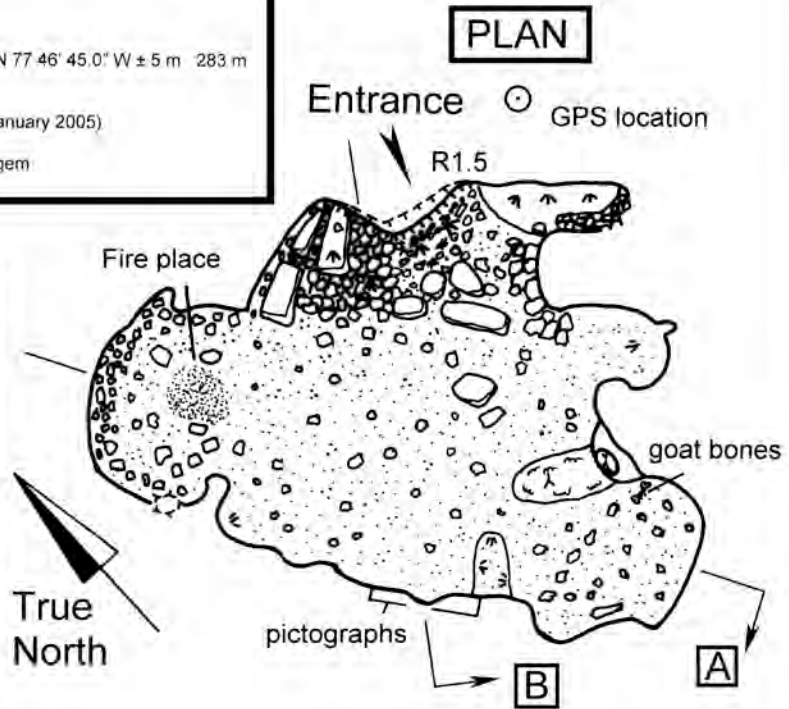 N 77 46' 45.0" W ± 5 m 283 m
anuary 2005)
gem
PLAN
Entrance
GPS location
R1.5
Fire place
goat bones
True
North
pictographs
B
A